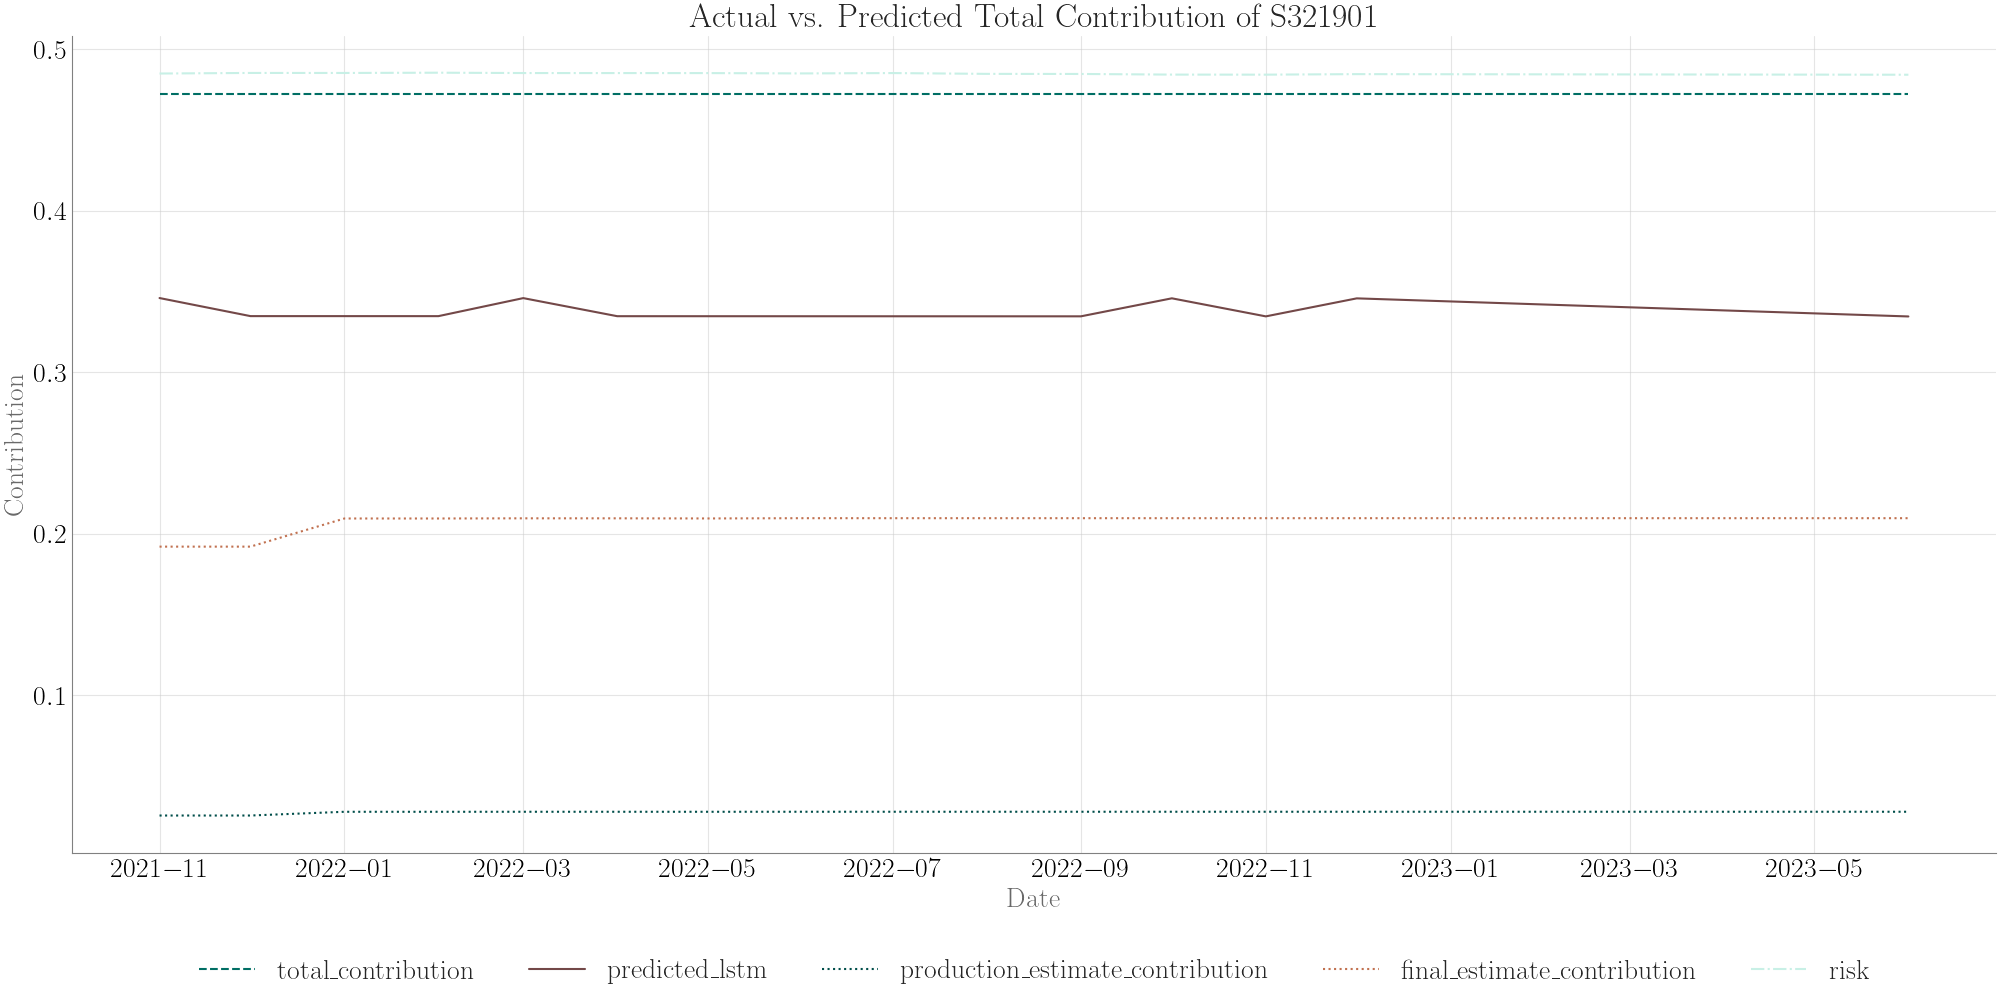 Actual vs. Predicted Total Contribution of S321901
0.5
0.4
0.3
0.2
0.1
Contribution
2021−11 2022−01 2022−03 2022−05 2022−07 2022−09 2022−11 2023−01 2023−03 2023−05
Date
total_contribution predicted_lstm production_estimate_contribution final_estimate_contribution risk